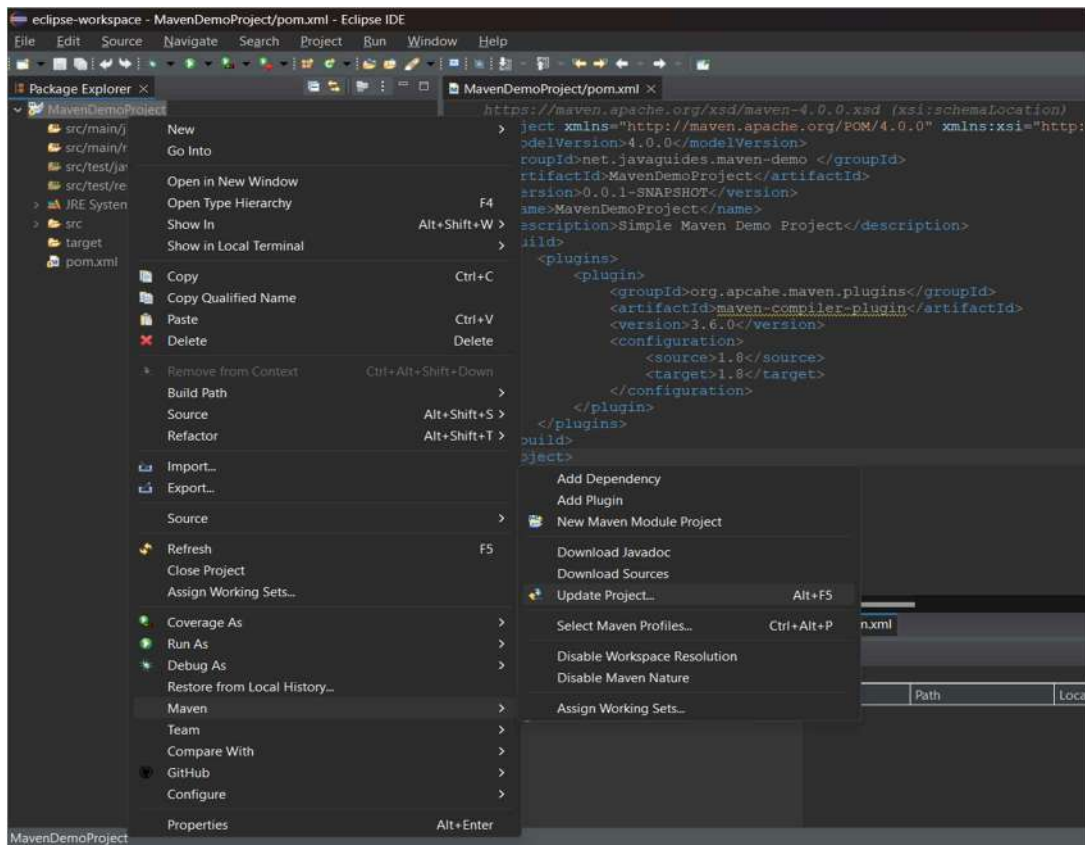 eclipse-workspace - MavenDemoProject/pom.xml - Eclipse IDE
File Edit Source Navigate Search Project Run Window Help
Package Explorer
MavenDemoProject
src/main/j
src/main/r
src/test/ja
src/test/re
JRE System
src
target
pom.xml
New
Go Into
Open in New Window
Open Type Hierarchy F4
Show In Alt+Shift+W >
Show in Local Terminal
Copy Ctrl+C
Copy Qualified Name
Paste Ctrl+V
Delete Delete
Remove from Context Ctrl+Alt+Shift+Down
Build Path
Source Alt+Shift+S >
Refactor Alt+Shift+T >
Import...
Export...
Source
Refresh F5
Close Project
Assign Working Sets...
Coverage As
Run As
Debug As
Restore from Local History...
Maven
Team
Compare With
GitHub
Configure
Properties Alt+Enter
MavenDemoProject/pom.xml
https://maven.apache.org/xsd/maven-4.0.0.xsd (xsi:schemaLocation)
ject xmlns="http://maven.apache.org/POM/4.0.0" xmlns:xsi="http:
odelVersion>4.0.0</modelVersion>
roupId>net.javaguides.maven-demo </groupId>
rtifactId>MavenDemoProject</artifactId>
ersion>0.0.1-SNAPSHOT</version>
ame>MavenDemoProject</name>
escription>Simple Maven Demo Project</description>
uild>
<plugins>
<plugin>
<groupId>org.apcahe.maven.plugins</groupId>
<artifactId>maven-compiler-plugin</artifactId>
<version>3.6.0</version>
<configuration>
<source>1.8</source>
<target>1.8</target>
</configuration>
</plugin>
</plugins>
build>
oject>
Add Dependency
Add Plugin
New Maven Module Project
Download Javadoc
Download Sources
Update Project... Alt+F5
Select Maven Profiles... Ctrl+Alt+P
Disable Workspace Resolution
Disable Maven Nature
Assign Working Sets...
n.xml
Path Loca
MavenDemoProject